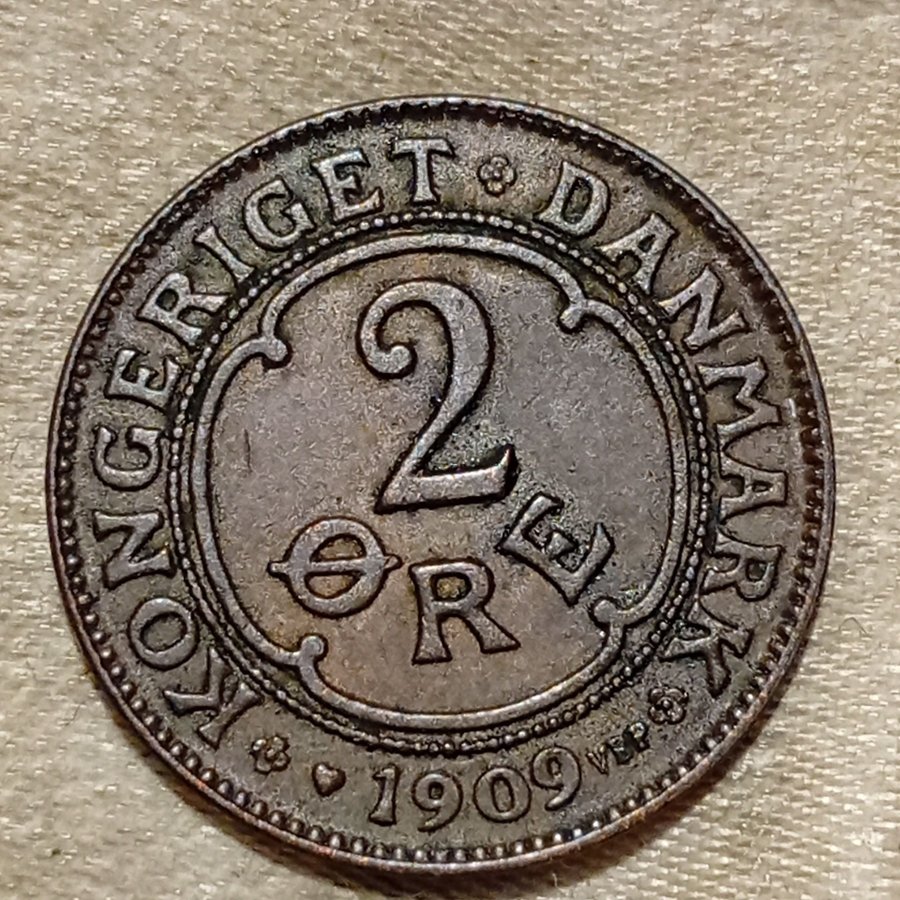 KONGERIGET DANMARK
2
ØRE
1909 VBP